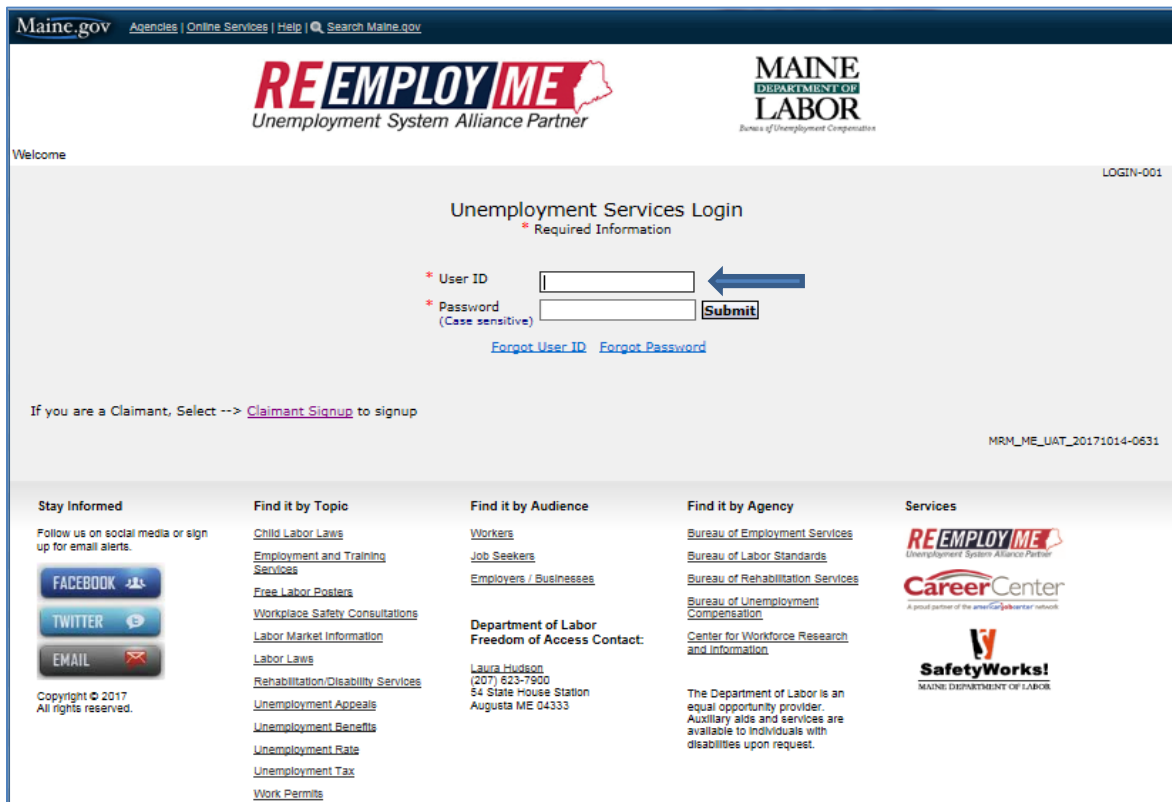 Maine.gov Agencies | Online Services | Help | Search Maine.gov
REEMPLOYME
Unemployment System Alliance Partner
MAINE
DEPARTMENT OF
LABOR
Bureau of Unemployment Compensation
Welcome
LOGIN-001
Unemployment Services Login
* Required Information
* User ID
* Password
(Case sensitive)
Submit
Forgot User ID Forgot Password
If you are a Claimant, Select --> Claimant Signup to signup
MRM_ME_UAT_20171014-0631
Stay Informed
Follow us on social media or sign
up for email alerts.
FACEBOOK
TWITTER
EMAIL
Copyright © 2017
All rights reserved.
Find it by Topic
Child Labor Laws
Employment and Training
Services
Free Labor Posters
Workplace Safety Consultations
Labor Market Information
Labor Laws
Rehabilitation/Disability Services
Unemployment Appeals
Unemployment Benefits
Unemployment Rate
Unemployment Tax
Work Permits
Find it by Audience
Workers
Job Seekers
Employers / Businesses
Department of Labor
Freedom of Access Contact:
Laura Hudson
(207) 623-7900
54 State House Station
Augusta ME 04333
Find it by Agency
Bureau of Employment Services
Bureau of Labor Standards
Bureau of Rehabilitation Services
Bureau of Unemployment
Compensation
Center for Workforce Research
and Information
The Department of Labor is an
equal opportunity provider.
Auxiliary aids and services are
available to individuals with
disabilities upon request.
Services
REEMPLOYME
Unemployment System Alliance Partner
CareerCenter
A proud partner of the americanjobcenter network
SafetyWorks!
MAINE DEPARTMENT OF LABOR